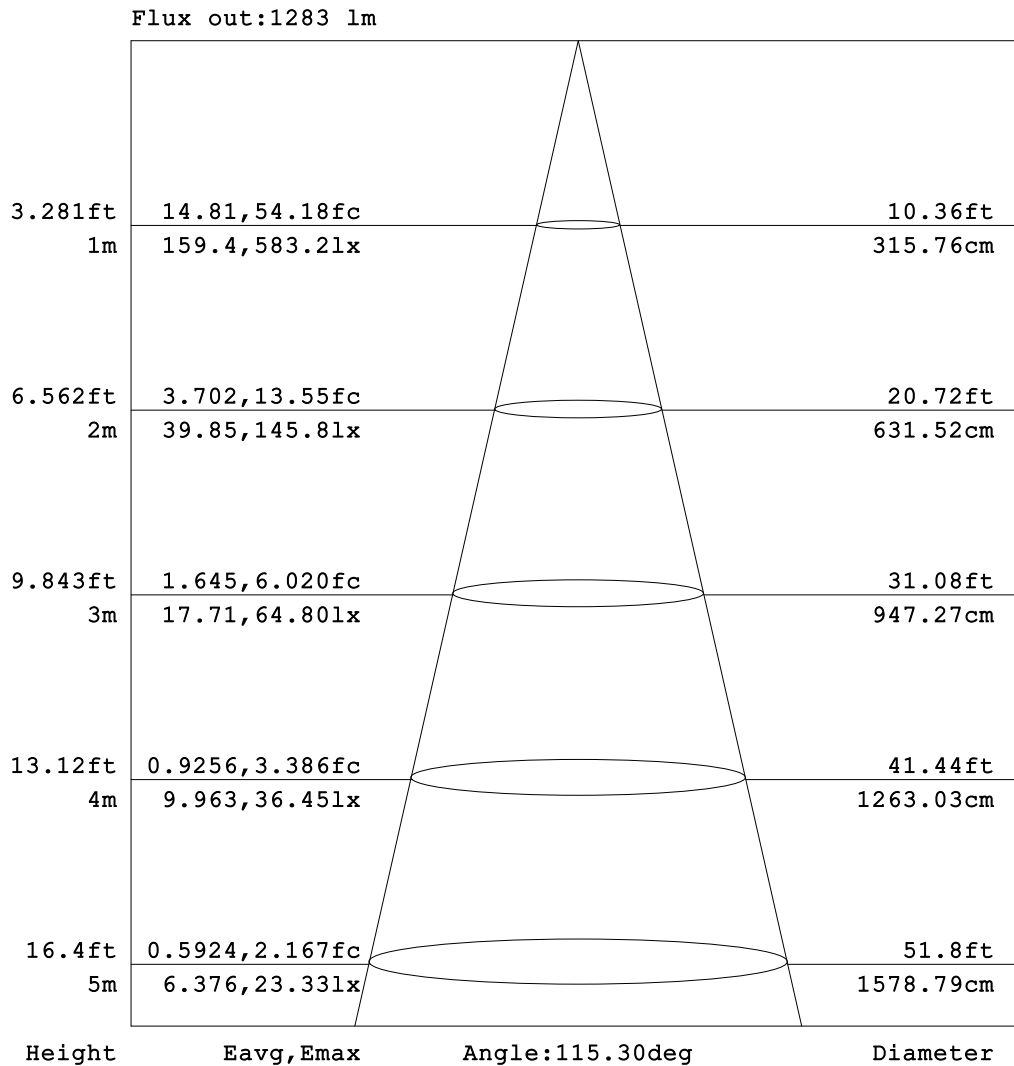 Flux out:1283 lm
3.281ft 14.81,54.18fc 10.36ft
1m 159.4,583.2lx 315.76cm
6.562ft 3.702,13.55fc 20.72ft
2m 39.85,145.8lx 631.52cm
9.843ft 1.645,6.020fc 31.08ft
3m 17.71,64.80lx 947.27cm
13.12ft 0.9256,3.386fc 41.44ft
4m 9.963,36.45lx 1263.03cm
16.4ft 0.5924,2.167fc 51.8ft
5m 6.376,23.33lx 1578.79cm
Height Eavg,Emax Angle:115.30deg Diameter